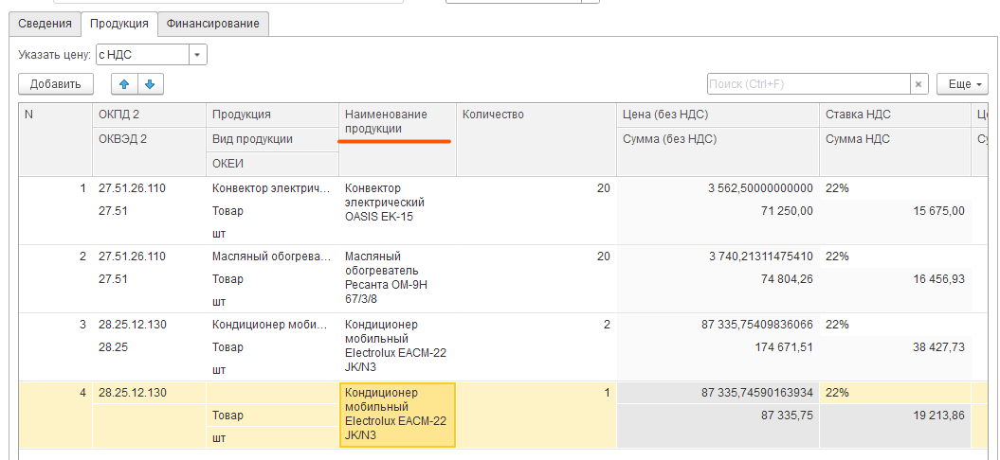 Сведения Продукция Финансирование
Указать цену: с НДС
Добавить Поиск (Ctrl+F) × Еще
N ОКПД 2 Продукция Наименование продукции Количество Цена (без НДС) Ставка НДС
ОКВЭД 2 Вид продукции Сумма (без НДС) Сумма НДС
ОКЕИ
1 27.51.26.110 Конвектор электрич... Конвектор 20 3 562,50000000000 22%
27.51 Товар электрический 71 250,00 15 675,00
шт OASIS EK-15
2 27.51.26.110 Масляный обогрева... Масляный 20 3 740,21311475410 22%
27.51 Товар обогреватель 74 804,26 16 456,93
шт Ресанта ОМ-9Н
67/3/8
3 28.25.12.130 Кондиционер моби... Кондиционер 2 87 335,75409836066 22%
28.25 Товар мобильный 174 671,51 38 427,73
шт Electrolux EACM-22
JK/N3
4 28.25.12.130 Кондиционер 1 87 335,74590163934 22%
Товар мобильный 87 335,75 19 213,86
шт Electrolux EACM-22
JK/N3